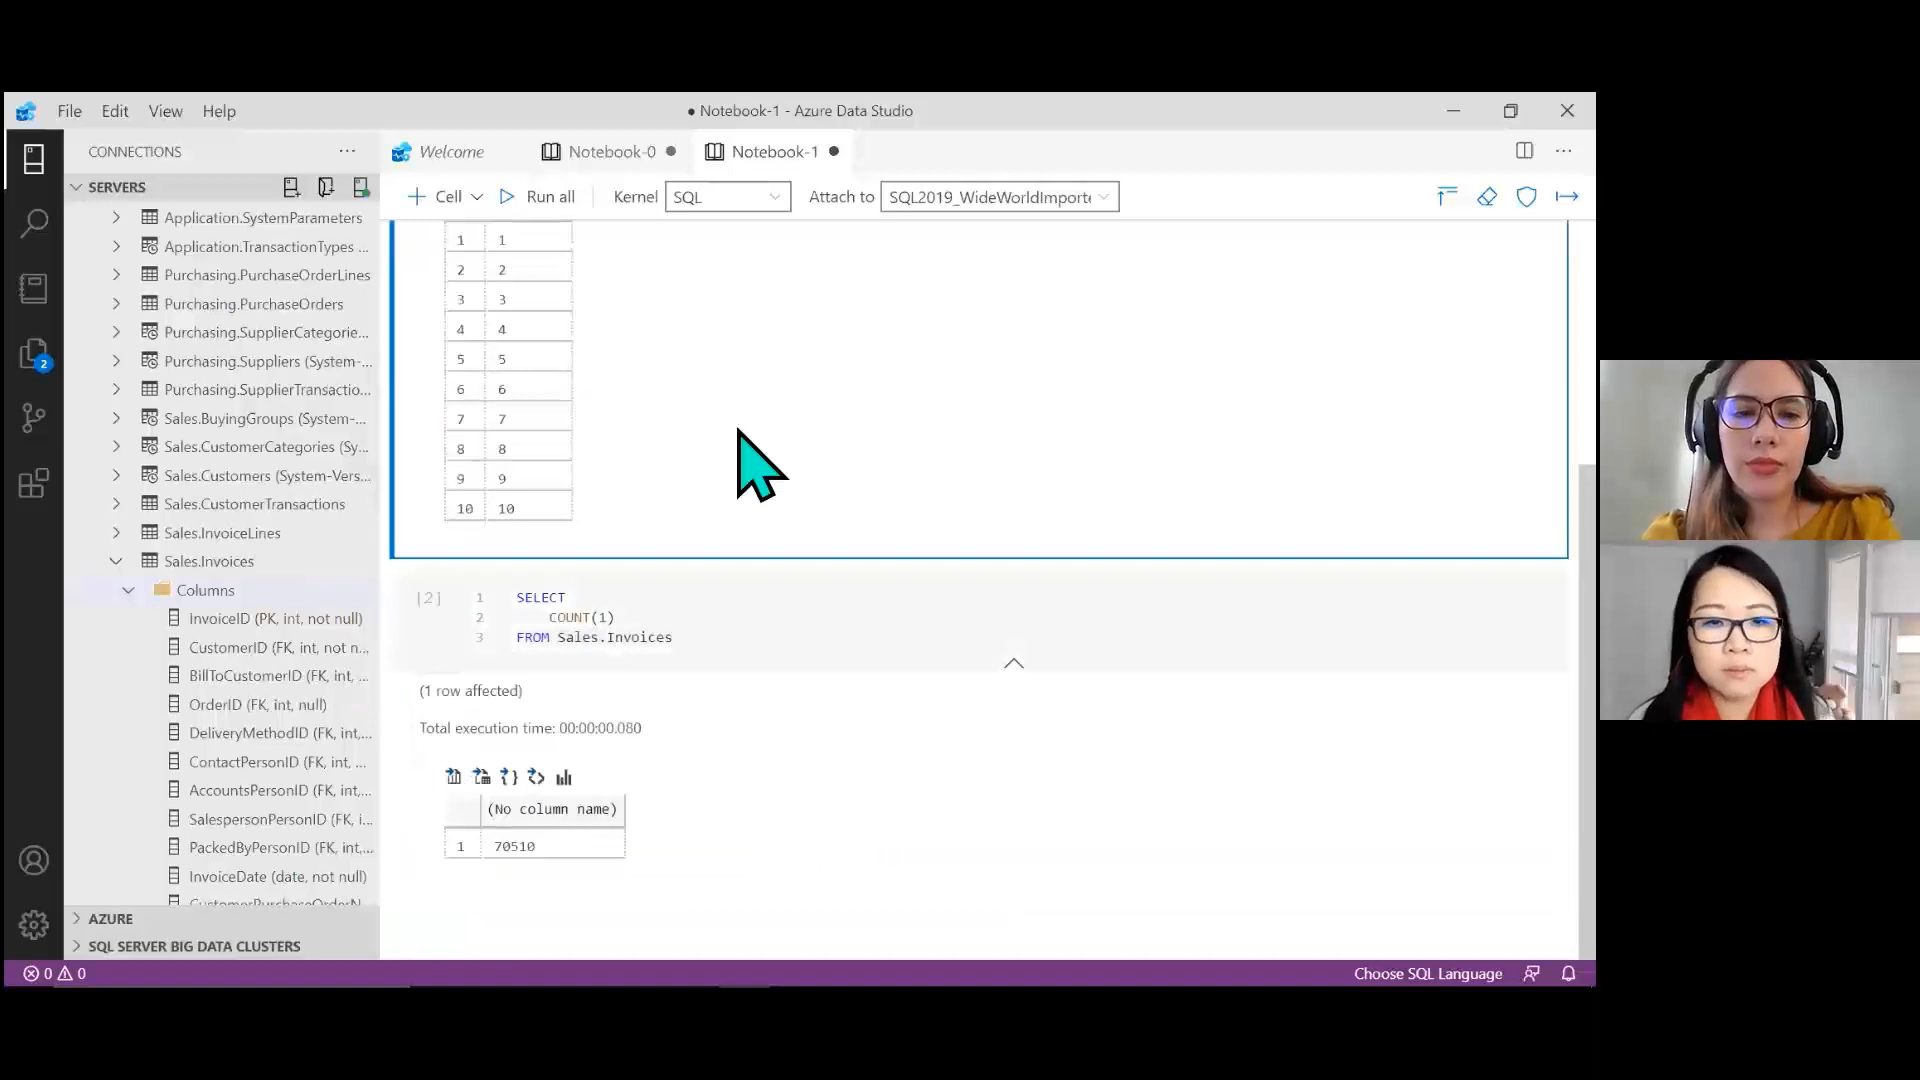 File Edit View Help
● Notebook-1 - Azure Data Studio
CONNECTIONS
Welcome
Notebook-0 ●
Notebook-1 ●
SERVERS
Cell
Run all
Kernel
SQL
Attach to
SQL2019_WideWorldImporte
Application.SystemParameters
Application.TransactionTypes ...
Purchasing.PurchaseOrderLines
Purchasing.PurchaseOrders
Purchasing.SupplierCategorie...
Purchasing.Suppliers (System-...
Purchasing.SupplierTransactio...
Sales.BuyingGroups (System-...
Sales.CustomerCategories (Sy...
Sales.Customers (System-Vers...
Sales.CustomerTransactions
Sales.InvoiceLines
Sales.Invoices
Columns
InvoiceID (PK, int, not null)
CustomerID (FK, int, not n...
BillToCustomerID (FK, int, ...
OrderID (FK, int, null)
DeliveryMethodID (FK, int,...
ContactPersonID (FK, int, ...
AccountsPersonID (FK, int,...
SalespersonPersonID (FK, i...
PackedByPersonID (FK, int,...
InvoiceDate (date, not null)
CustomerPurchaseOrderN
AZURE
SQL SERVER BIG DATA CLUSTERS
2
1 1
2 2
3 3
4 4
5 5
6 6
7 7
8 8
9 9
10 10
[2]
1 SELECT
2 COUNT(1)
3 FROM Sales.Invoices
(1 row affected)
Total execution time: 00:00:00.080
(No column name)
1 70510
0 0
Choose SQL Language